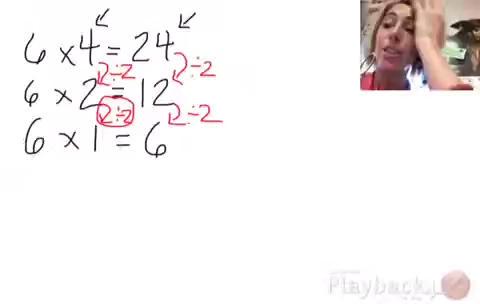 6 x 4 = 24
÷2 ÷2
6 x 2 = 12
÷2 ÷2
6 x 1 = 6
Playback